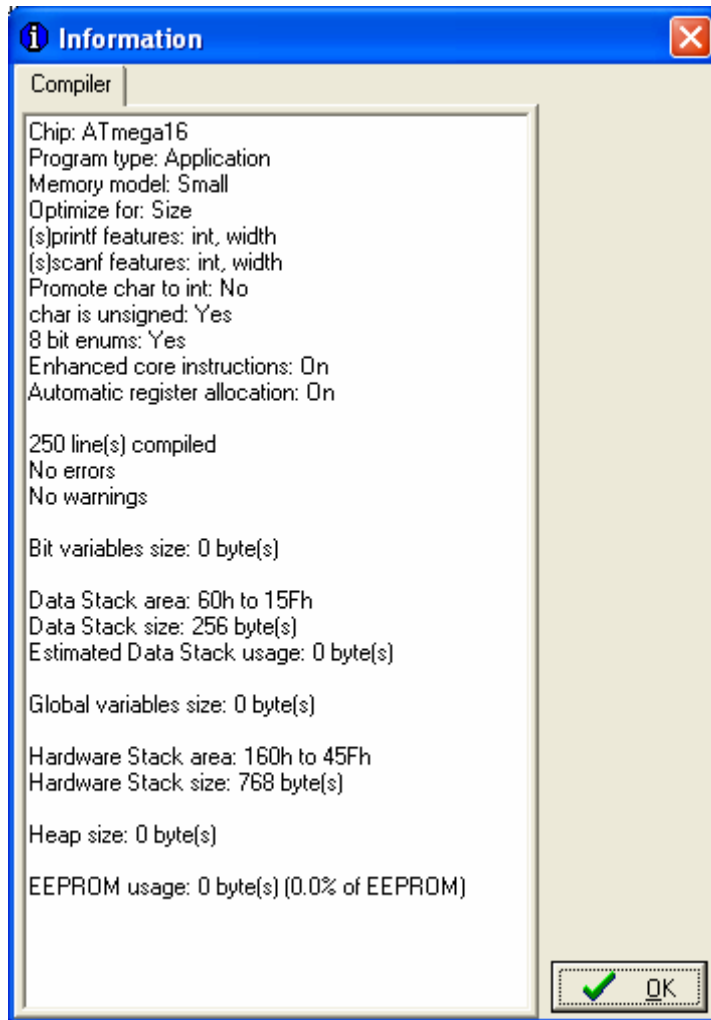 Information
Compiler
Chip: ATmega16
Program type: Application
Memory model: Small
Optimize for: Size
(s)printf features: int, width
(s)scanf features: int, width
Promote char to int: No
char is unsigned: Yes
8 bit enums: Yes
Enhanced core instructions: On
Automatic register allocation: On
250 line(s) compiled
No errors
No warnings
Bit variables size: 0 byte(s)
Data Stack area: 60h to 15Fh
Data Stack size: 256 byte(s)
Estimated Data Stack usage: 0 byte(s)
Global variables size: 0 byte(s)
Hardware Stack area: 160h to 45Fh
Hardware Stack size: 768 byte(s)
Heap size: 0 byte(s)
EEPROM usage: 0 byte(s) (0.0% of EEPROM)
OK